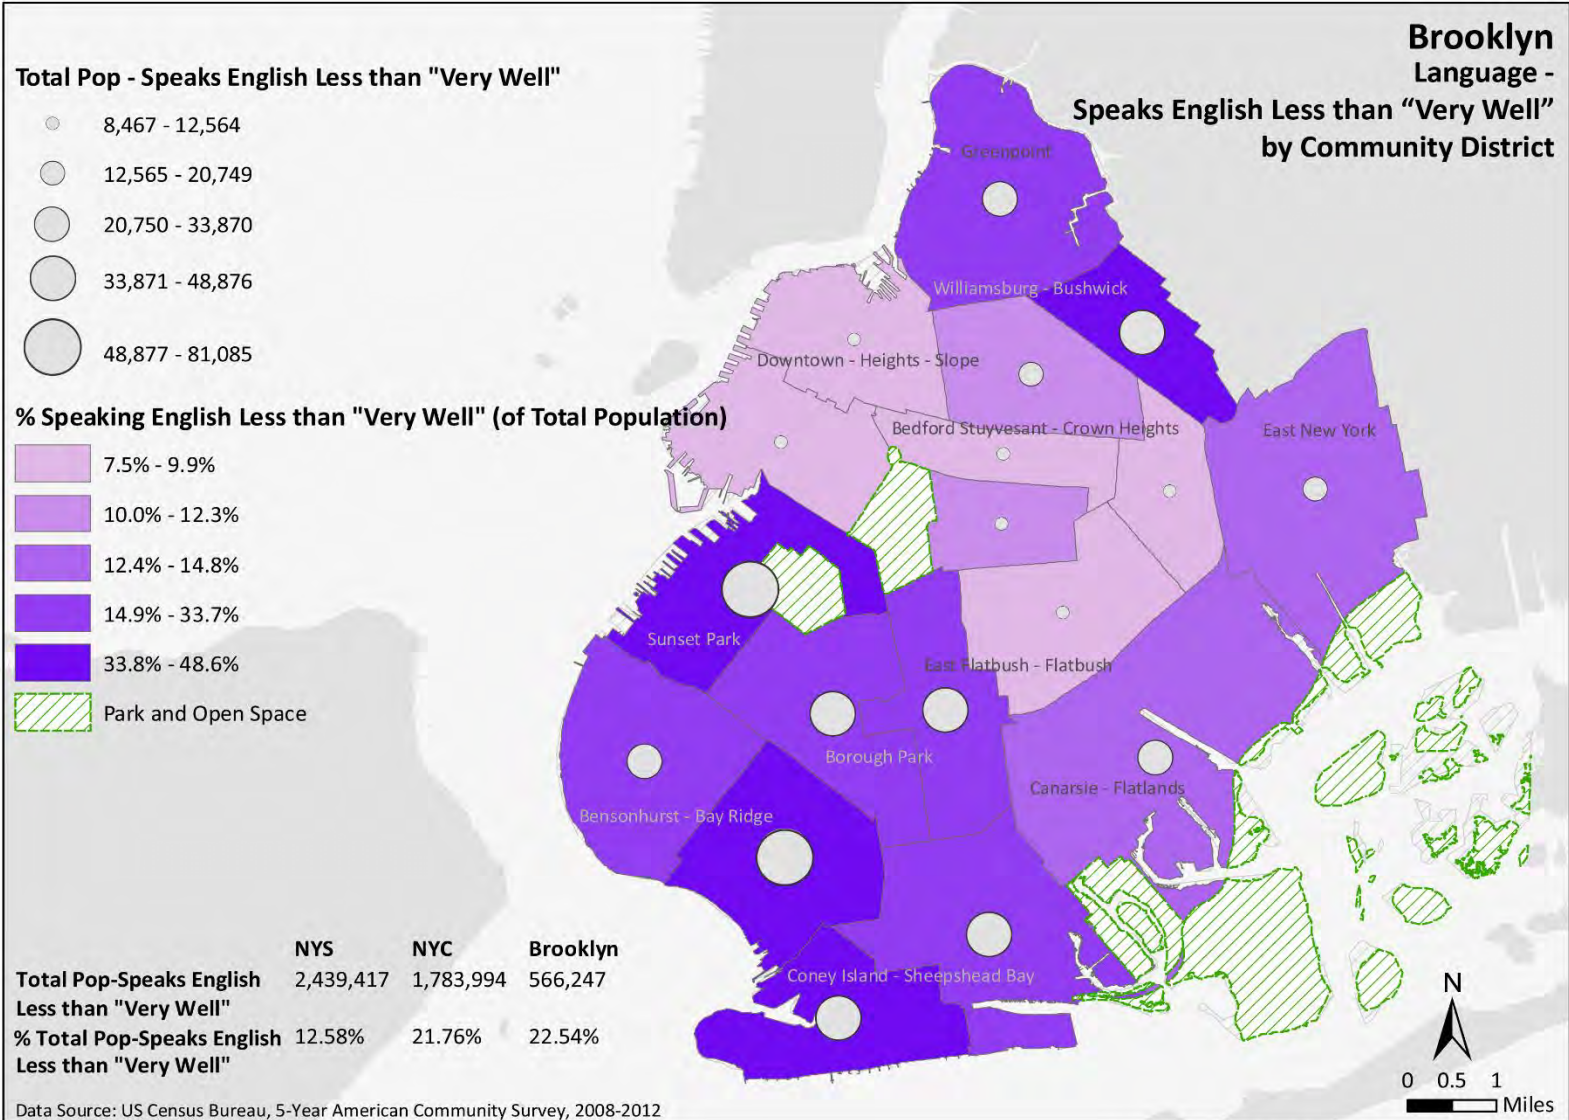 Brooklyn
Language -
Speaks English Less than “Very Well”
by Community District
Total Pop - Speaks English Less than "Very Well"
8,467 - 12,564
12,565 - 20,749
20,750 - 33,870
33,871 - 48,876
48,877 - 81,085
% Speaking English Less than "Very Well" (of Total Population)
7.5% - 9.9%
10.0% - 12.3%
12.4% - 14.8%
14.9% - 33.7%
33.8% - 48.6%
Park and Open Space
Greenpoint
Williamsburg - Bushwick
Downtown - Heights - Slope
Bedford Stuyvesant - Crown Heights
East New York
Sunset Park
East Flatbush - Flatbush
Borough Park
Canarsie - Flatlands
Bensonhurst - Bay Ridge
Coney Island - Sheepshead Bay
NYS NYC Brooklyn
Total Pop-Speaks English 2,439,417 1,783,994 566,247
Less than "Very Well"
% Total Pop-Speaks English 12.58% 21.76% 22.54%
Less than "Very Well"
Data Source: US Census Bureau, 5-Year American Community Survey, 2008-2012
N
0 0.5 1
Miles